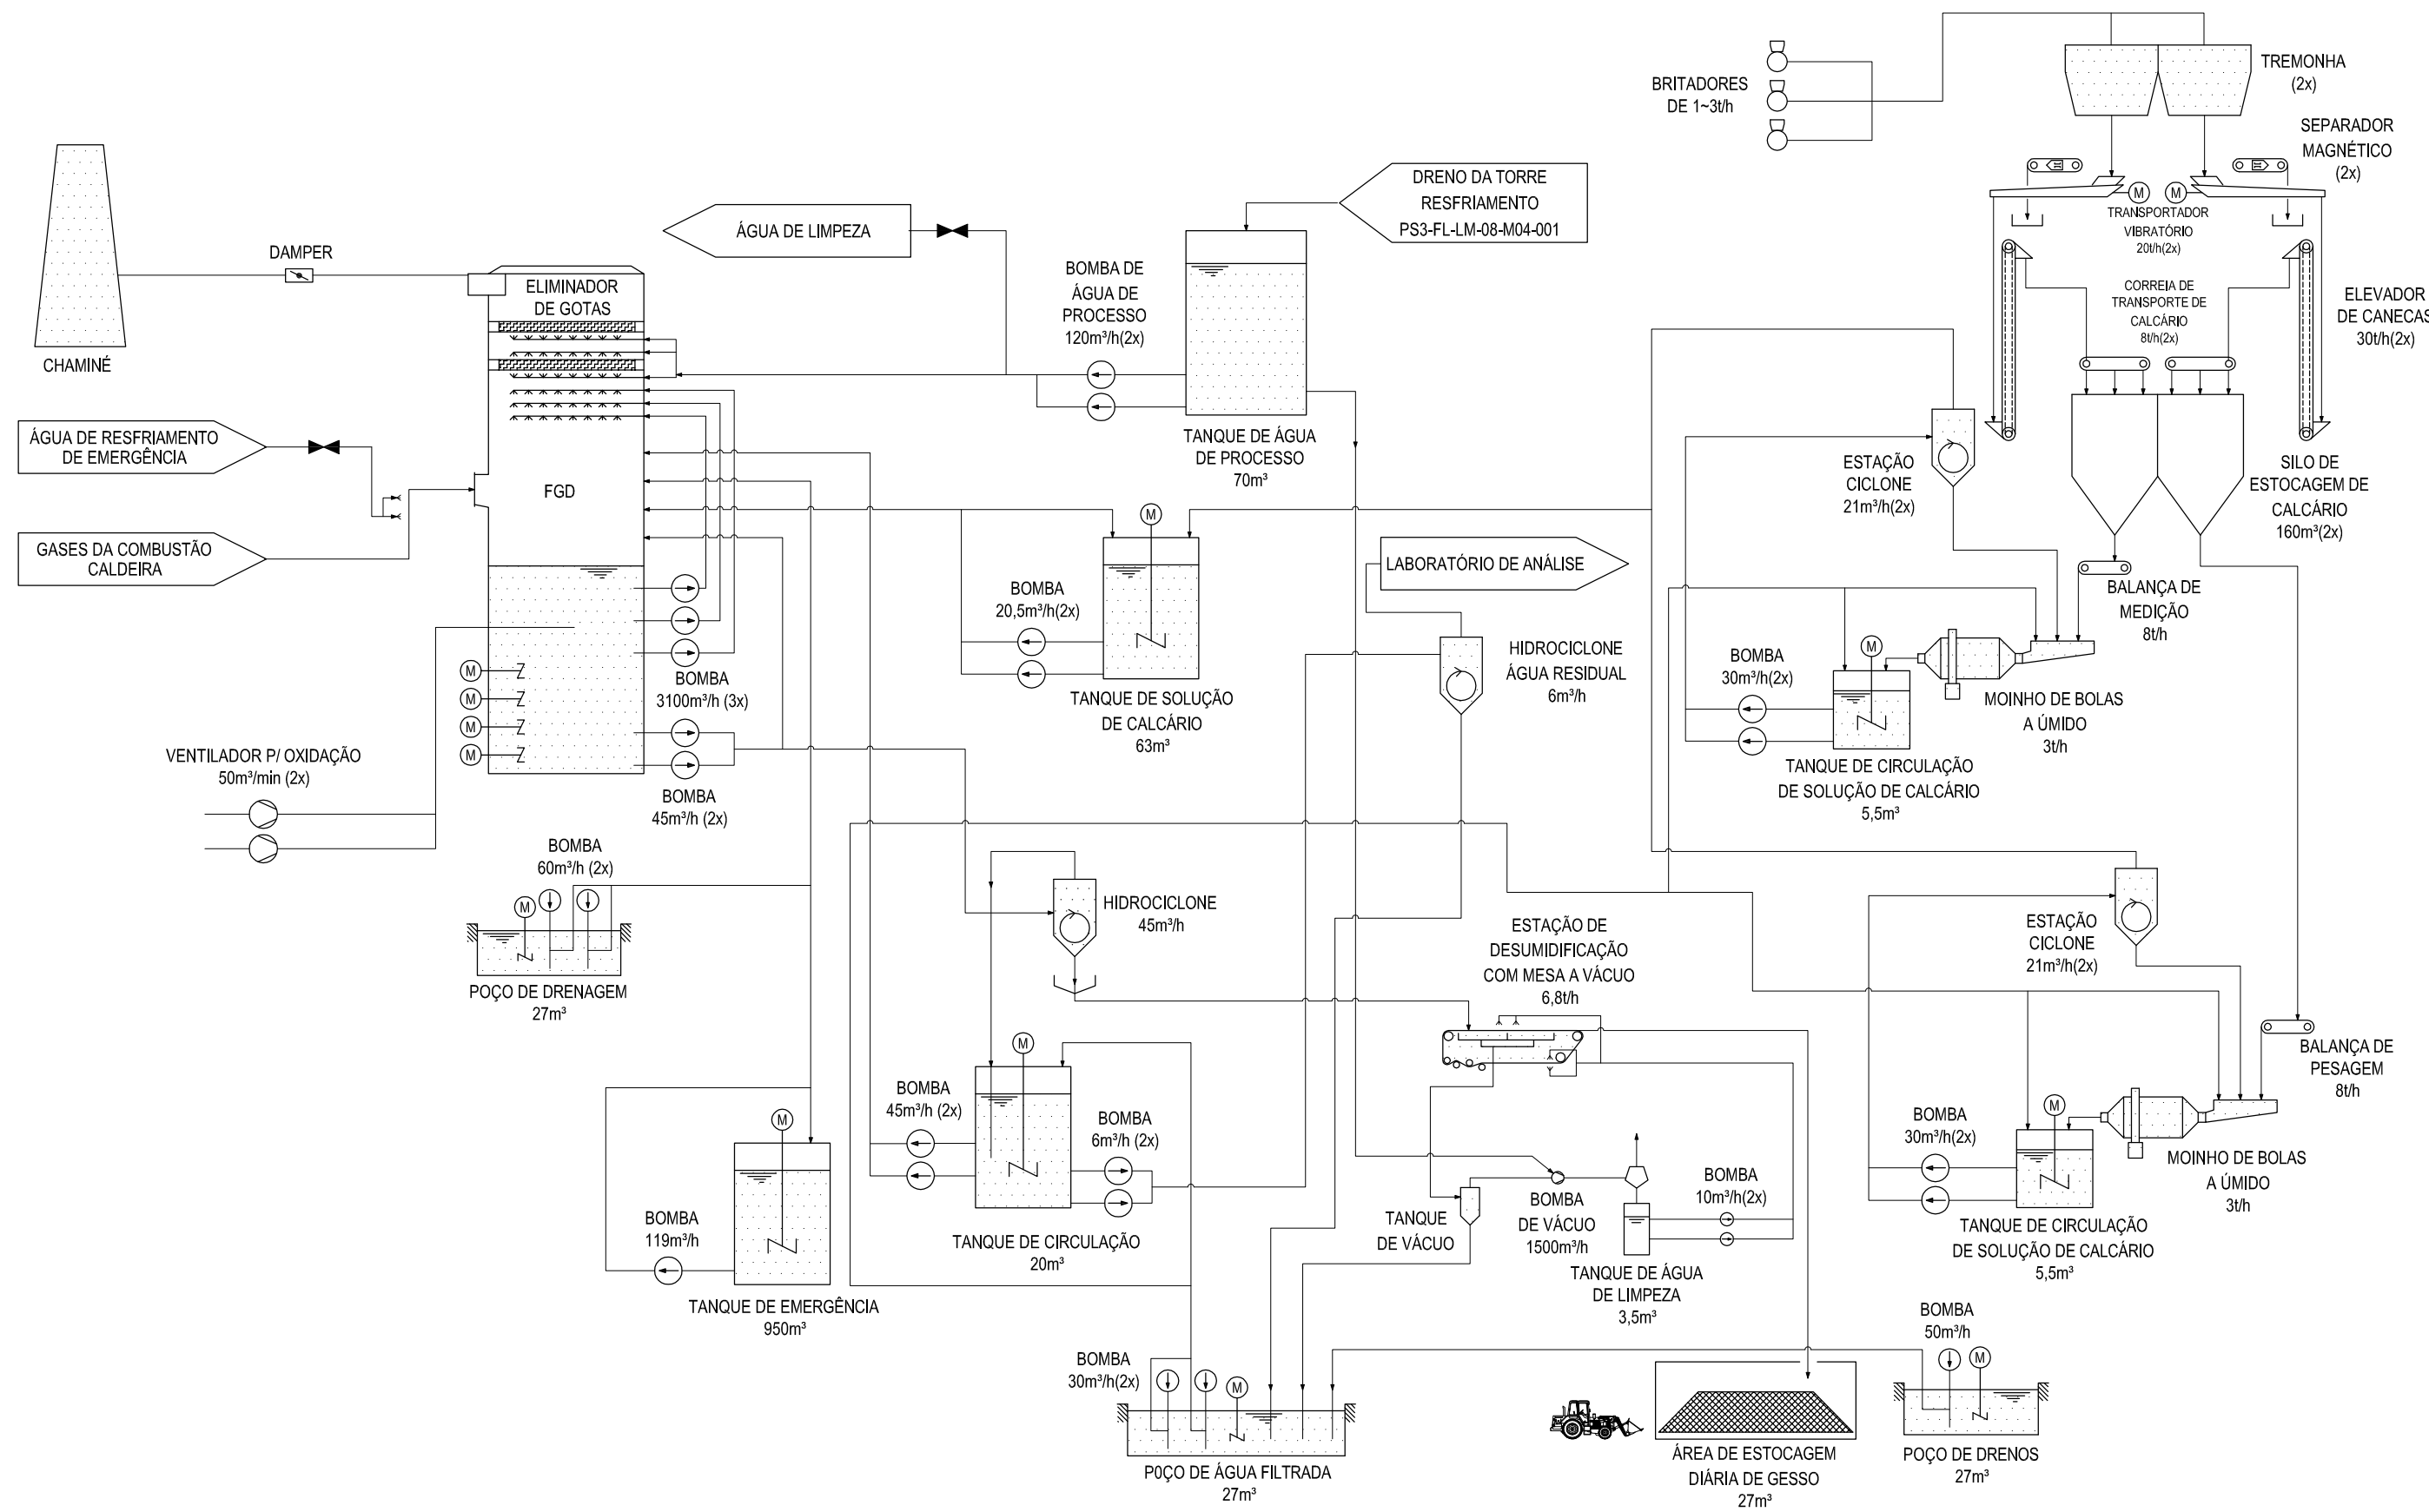 BRITADORES
DE 1~3t/h
TREMONHA
(2x)
SEPARADOR
MAGNÉTICO
(2x)
M
M
TRANSPORTADOR
VIBRATÓRIO
20t/h(2x)
CORREIA DE
TRANSPORTE DE
CALCÁRIO
8t/h(2x)
ELEVADOR
DE CANECAS
30t/h(2x)
DRENO DA TORRE
RESFRIAMENTO
PS3-FL-LM-08-M04-001
ÁGUA DE LIMPEZA
DAMPER
CHAMINÉ
ELIMINADOR
DE GOTAS
BOMBA DE
ÁGUA DE
PROCESSO
120m³/h(2x)
TANQUE DE ÁGUA
DE PROCESSO
70m³
ÁGUA DE RESFRIAMENTO
DE EMERGÊNCIA
GASES DA COMBUSTÃO
CALDEIRA
FGD
ESTAÇÃO
CICLONE
21m³/h(2x)
SILO DE
ESTOCAGEM DE
CALCÁRIO
160m³(2x)
M
BOMBA
20,5m³/h(2x)
TANQUE DE SOLUÇÃO
DE CALCÁRIO
63m³
LABORATÓRIO DE ANÁLISE
HIDROCICLONE
ÁGUA RESIDUAL
6m³/h
BALANÇA DE
MEDIÇÃO
8t/h
M
BOMBA
30m³/h(2x)
MOINHO DE BOLAS
A ÚMIDO
3t/h
TANQUE DE CIRCULAÇÃO
DE SOLUÇÃO DE CALCÁRIO
5,5m³
M
M
M
M
BOMBA
3100m³/h (3x)
BOMBA
45m³/h (2x)
VENTILADOR P/ OXIDAÇÃO
50m³/min (2x)
BOMBA
60m³/h (2x)
M
POÇO DE DRENAGEM
27m³
HIDROCICLONE
45m³/h
ESTAÇÃO DE
DESUMIDIFICAÇÃO
COM MESA A VÁCUO
6,8t/h
ESTAÇÃO
CICLONE
21m³/h(2x)
BALANÇA DE
PESAGEM
8t/h
M
BOMBA
45m³/h (2x)
BOMBA
6m³/h (2x)
TANQUE DE CIRCULAÇÃO
20m³
M
BOMBA
119m³/h
TANQUE DE EMERGÊNCIA
950m³
TANQUE
DE VÁCUO
BOMBA
DE VÁCUO
1500m³/h
BOMBA
10m³/h(2x)
TANQUE DE ÁGUA
DE LIMPEZA
3,5m³
M
BOMBA
30m³/h(2x)
MOINHO DE BOLAS
A ÚMIDO
3t/h
TANQUE DE CIRCULAÇÃO
DE SOLUÇÃO DE CALCÁRIO
5,5m³
BOMBA
30m³/h(2x)
M
P0ÇO DE ÁGUA FILTRADA
27m³
ÁREA DE ESTOCAGEM
DIÁRIA DE GESSO
27m³
BOMBA
50m³/h
M
POÇO DE DRENOS
27m³